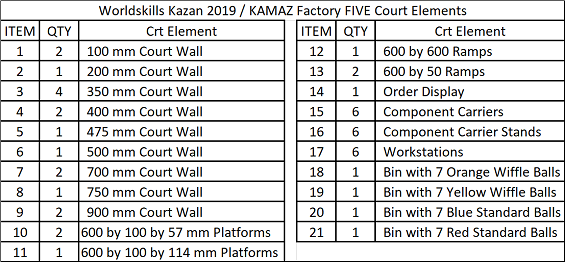 Worldskills Kazan 2019 / KAMAZ Factory FIVE Court Elements
ITEM QTY Crt Element
1 2 100 mm Court Wall
2 1 200 mm Court Wall
3 4 350 mm Court Wall
4 2 400 mm Court Wall
5 1 475 mm Court Wall
6 1 500 mm Court Wall
7 2 700 mm Court Wall
8 1 750 mm Court Wall
9 2 900 mm Court Wall
10 2 600 by 100 by 57 mm Platforms
11 1 600 by 100 by 114 mm Platforms
ITEM QTY Crt Element
12 1 600 by 600 Ramps
13 2 600 by 50 Ramps
14 1 Order Display
15 6 Component Carriers
16 6 Component Carrier Stands
17 6 Workstations
18 1 Bin with 7 Orange Wiffle Balls
19 1 Bin with 7 Yellow Wiffle Balls
20 1 Bin with 7 Blue Standard Balls
21 1 Bin with 7 Red Standard Balls